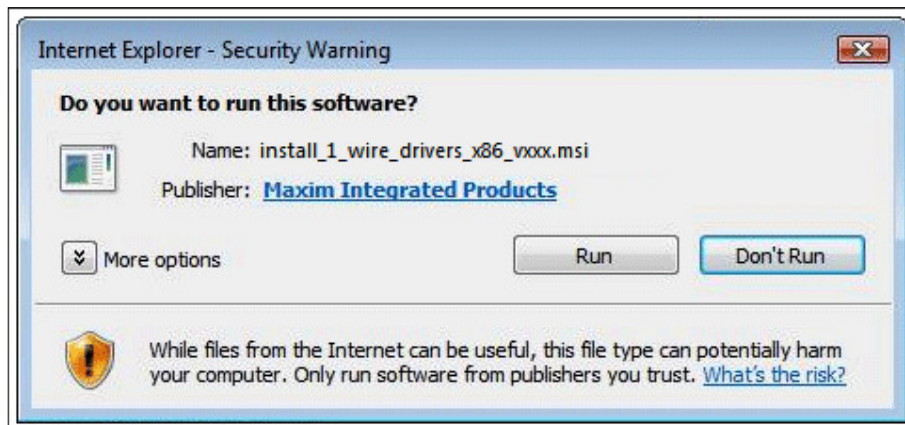 Internet Explorer - Security Warning
Do you want to run this software?
Name: install_1_wire_drivers_x86_vxxx.msi
Publisher: Maxim Integrated Products
More options
Run
Don't Run
While files from the Internet can be useful, this file type can potentially harm
your computer. Only run software from publishers you trust. What's the risk?